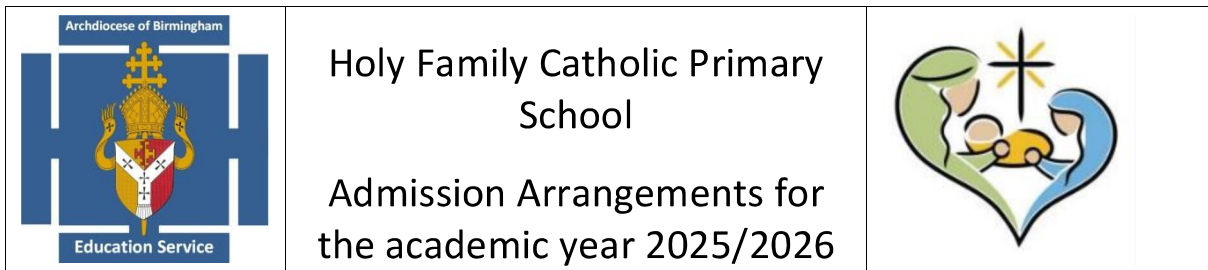 Archdiocese of Birmingham
Education Service
Holy Family Catholic Primary
School
Admission Arrangements for
the academic year 2025/2026